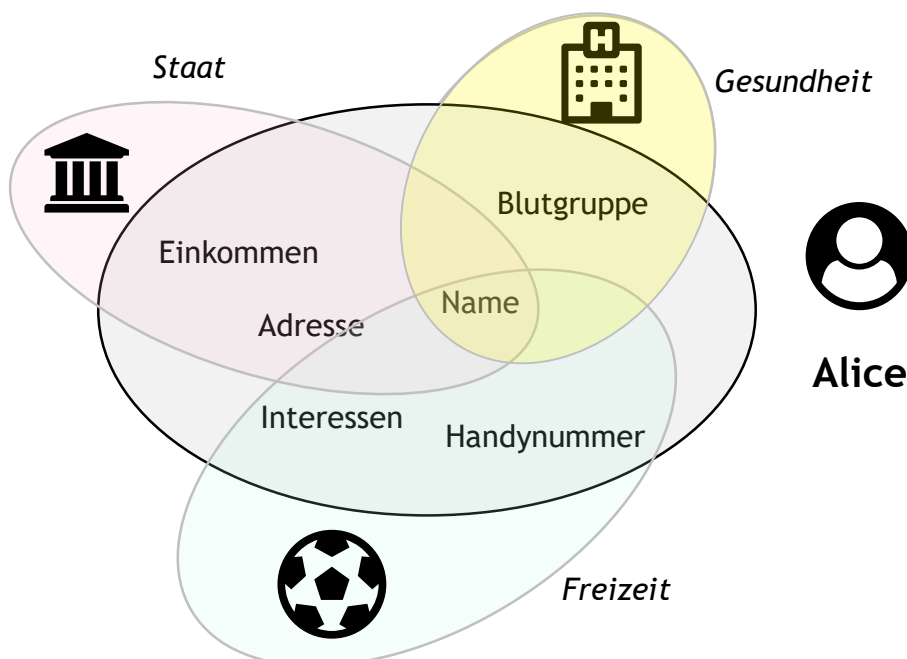 Staat
Gesundheit
Blutgruppe
Einkommen
Name
Adresse
Alice
Interessen
Handynummer
Freizeit